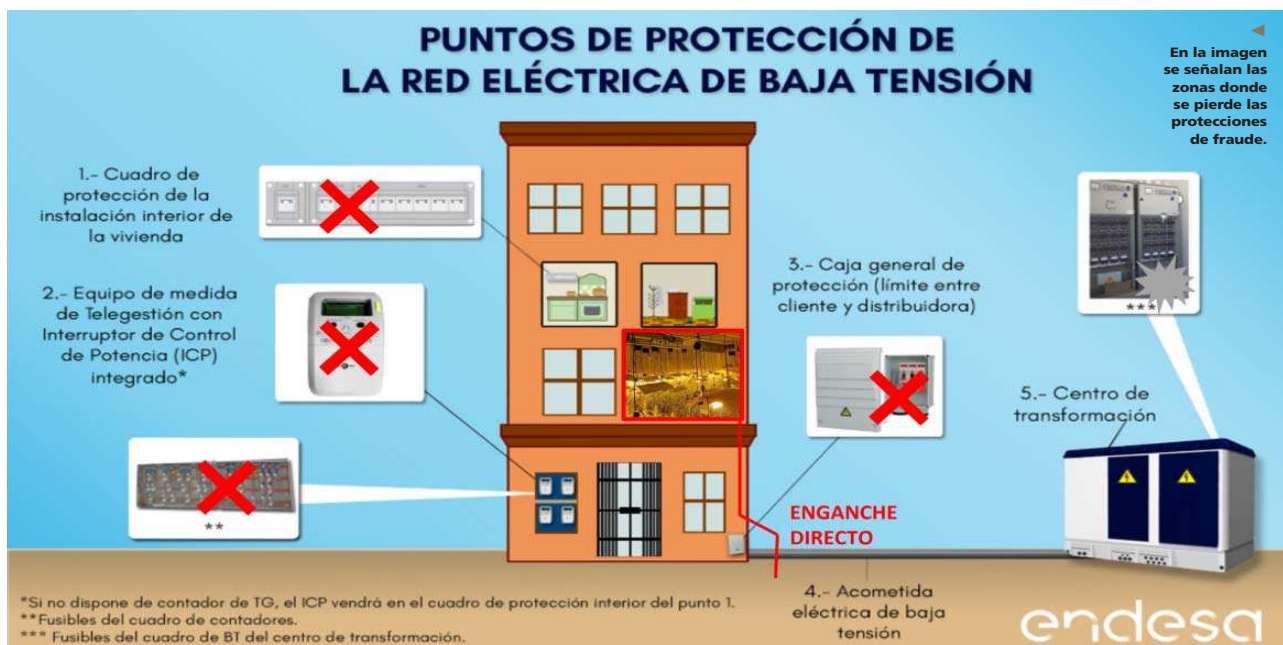 PUNTOS DE PROTECCIÓN DE
LA RED ELÉCTRICA DE BAJA TENSIÓN
En la imagen
se señalan las
zonas donde
se pierde las
protecciones
de fraude.
1.- Cuadro de
protección de la
instalación interior de
la vivienda
2.- Equipo de medida
de Telegestión con
Interruptor de Control
de Potencia (ICP)
integrado*
**
3.- Caja general de
protección (límite entre
cliente y distribuidora)
***
5.- Centro de
transformación
ENGANCHE
DIRECTO
4.- Acometida
eléctrica de baja
tensión
*Si no dispone de contador de TG, el ICP vendrá en el cuadro de protección interior del punto 1.
**Fusibles del cuadro de contadores.
*** Fusibles del cuadro de BT del centro de transformación.
endesa